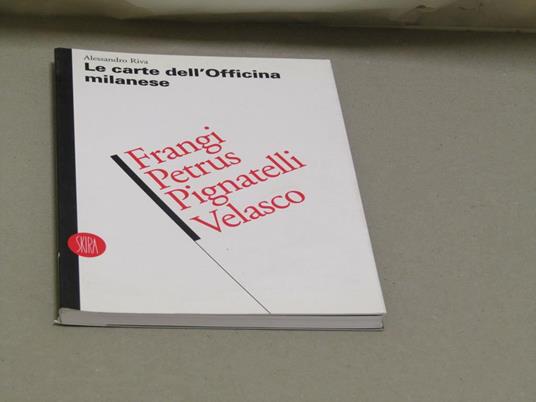 Alessandro Riva
Le carte dell'Officina
milanese
Frangi
Petrus
Pignatelli
Velasco
SKIRA